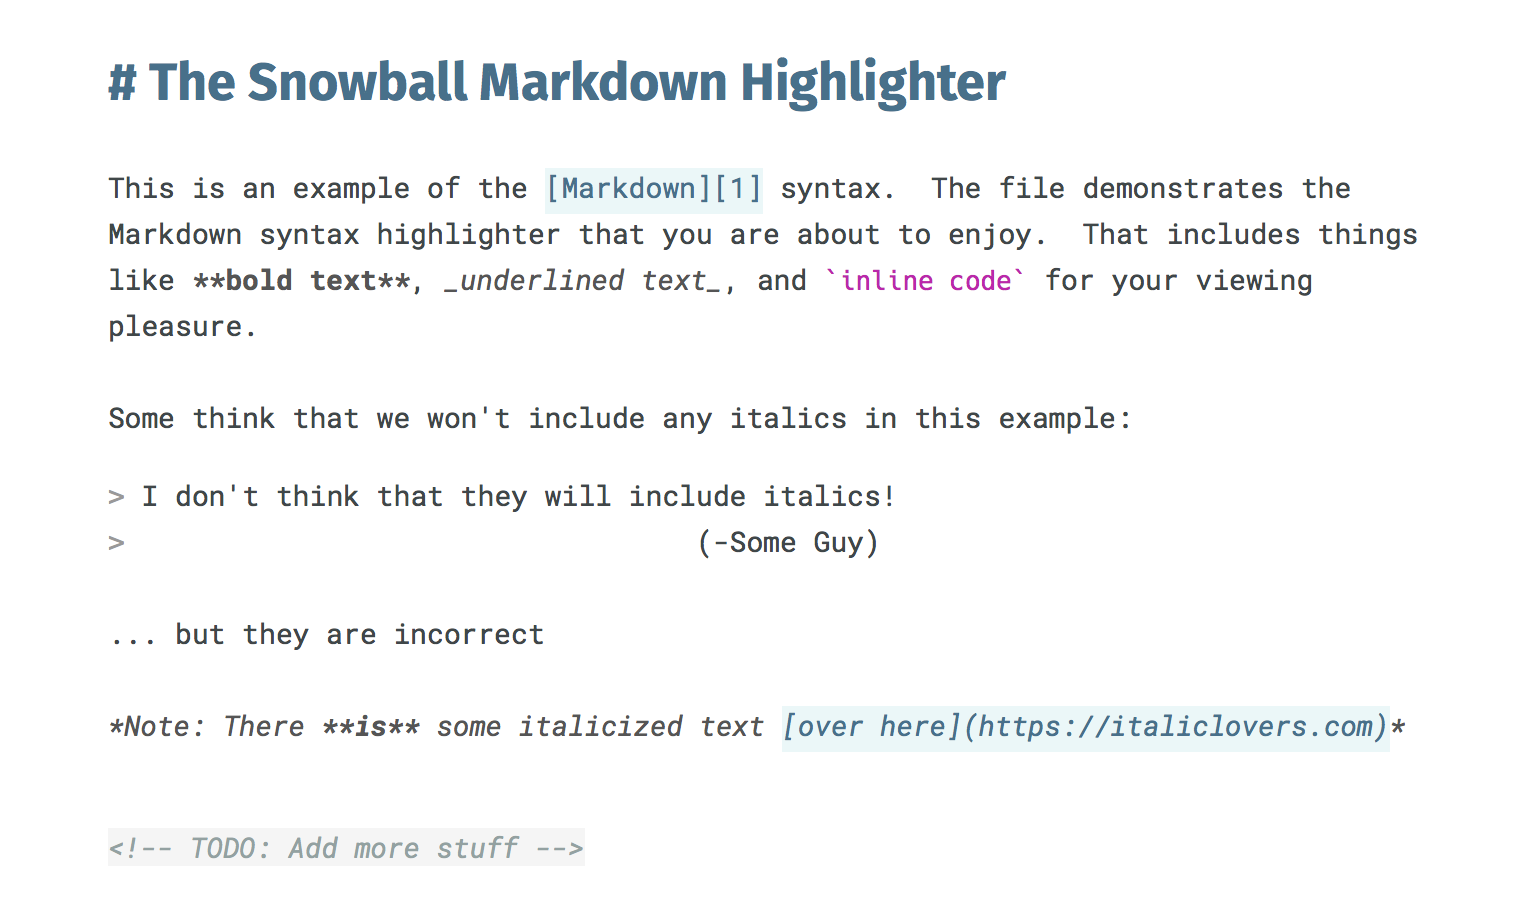 # The Snowball Markdown Highlighter
This is an example of the [Markdown][1] syntax.  The file demonstrates the
Markdown syntax highlighter that you are about to enjoy.  That includes things
like **bold text**, _underlined text_, and `inline code` for your viewing
pleasure.
Some think that we won't include any italics in this example:
> I don't think that they will include italics!
>                                  (-Some Guy)
... but they are incorrect
*Note: There **is** some italicized text [over here](https://italiclovers.com)*
<!-- TODO: Add more stuff -->